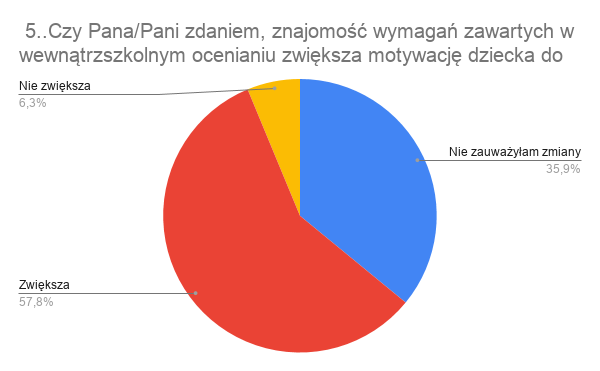 5..Czy Pana/Pani zdaniem, znajomość wymagań zawartych w
wewnątrzszkolnym ocenianiu zwiększa motywację dziecka do
Nie zwiększa
6,3%
Nie zauważyłam zmiany
35,9%
Zwiększa
57,8%